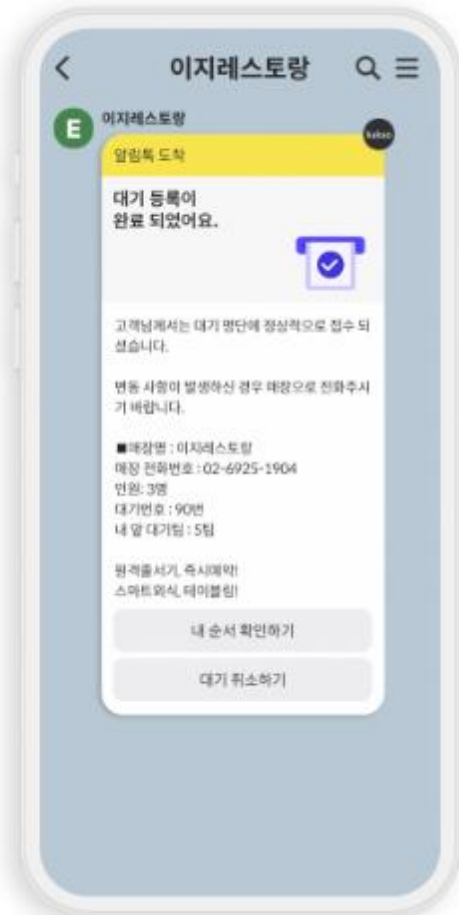 이지레스토랑
E
이지레스토랑
kakao
알림톡 도착
대기 등록이
완료 되었어요.
고객님께서는 대기 명단에 정상적으로 접수 되
셨습니다.
변동 사항이 발생하신 경우 매장으로 전화주시
기 바랍니다.
■매장명 : 이지레스토랑
매장 전화번호 : 02-6925-1904
인원: 3명
대기번호 : 90번
내 앞 대기팀 : 5팀
원격줄서기, 즉시예약!
스마트외식, 테이블링!
내 순서 확인하기
대기 취소하기